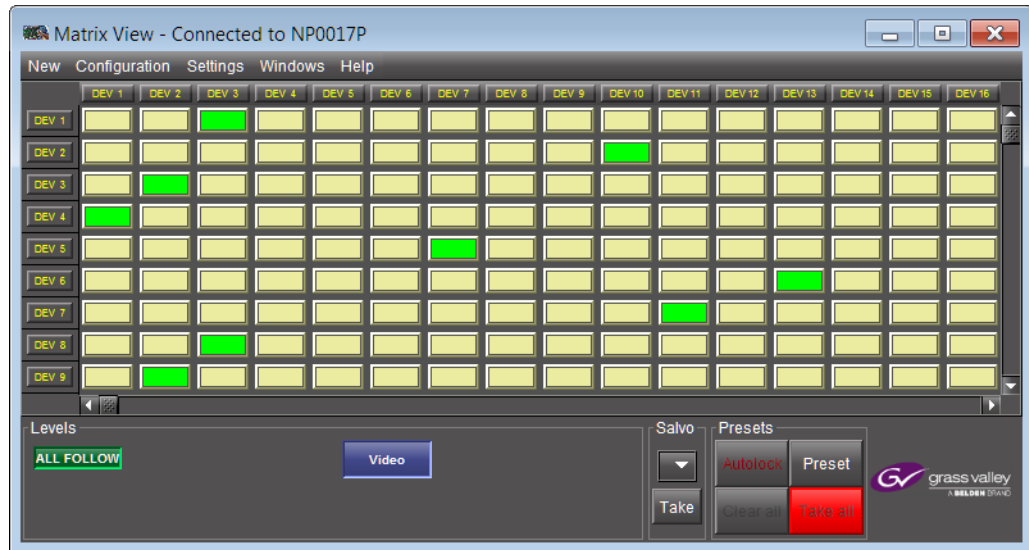 Matrix View - Connected to NP0017P
New Configuration Settings Windows Help
DEV 1 DEV 2 DEV 3 DEV 4 DEV 5 DEV 6 DEV 7 DEV 8 DEV 9 DEV 10 DEV 11 DEV 12 DEV 13 DEV 14 DEV 15 DEV 16
DEV 1
DEV 2
DEV 3
DEV 4
DEV 5
DEV 6
DEV 7
DEV 8
DEV 9
Levels
ALL FOLLOW
Video
Salvo
Take
Presets
Autolock Preset
Clear all Take all
grass valley
A BELDEN BRAND